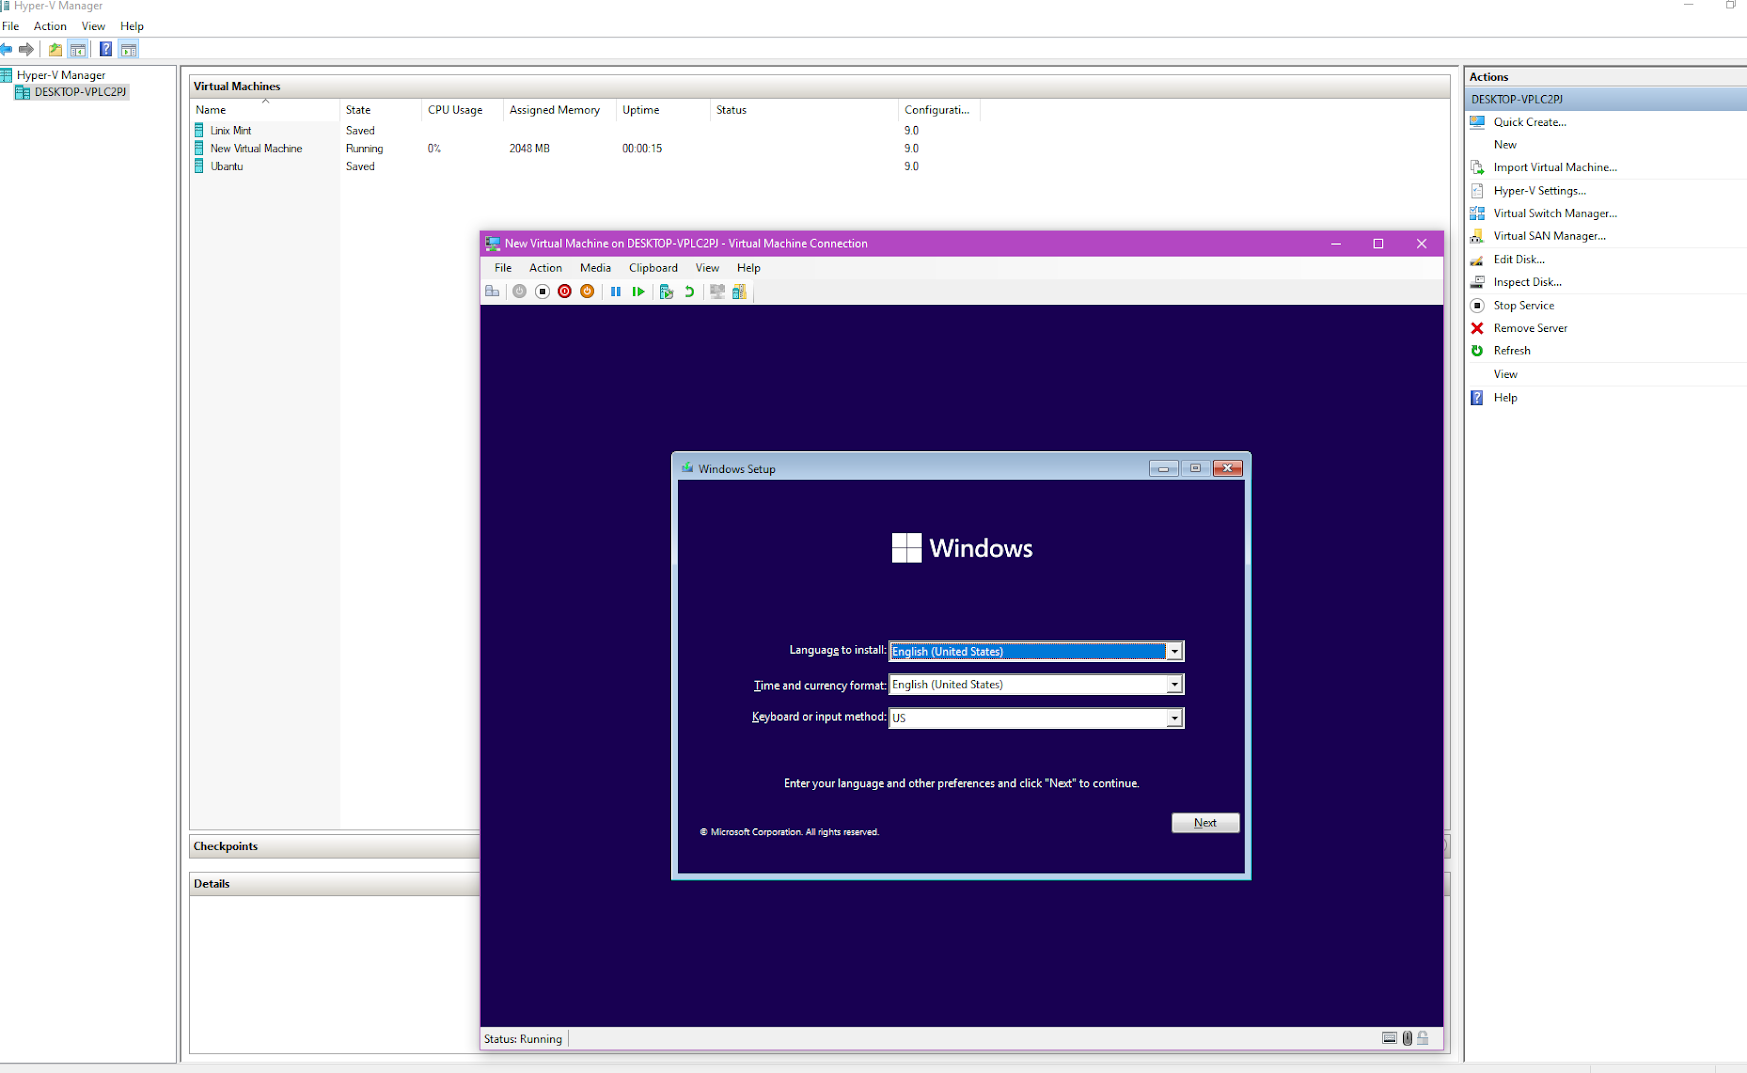 Hyper-V Manager
File Action View Help
Hyper-V Manager
DESKTOP-VPLC2PJ
Virtual Machines
Name State CPU Usage Assigned Memory Uptime Status Configurati...
Linix Mint Saved 9.0
New Virtual Machine Running 0% 2048 MB 00:00:15 9.0
Ubantu Saved 9.0
Checkpoints
Details
New Virtual Machine on DESKTOP-VPLC2PJ - Virtual Machine Connection
File Action Media Clipboard View Help
Windows Setup
Windows
Language to install: English (United States)
Time and currency format: English (United States)
Keyboard or input method: US
Enter your language and other preferences and click "Next" to continue.
Next
© Microsoft Corporation. All rights reserved.
Status: Running
Actions
DESKTOP-VPLC2PJ
Quick Create...
New
Import Virtual Machine...
Hyper-V Settings...
Virtual Switch Manager...
Virtual SAN Manager...
Edit Disk...
Inspect Disk...
Stop Service
Remove Server
Refresh
View
Help